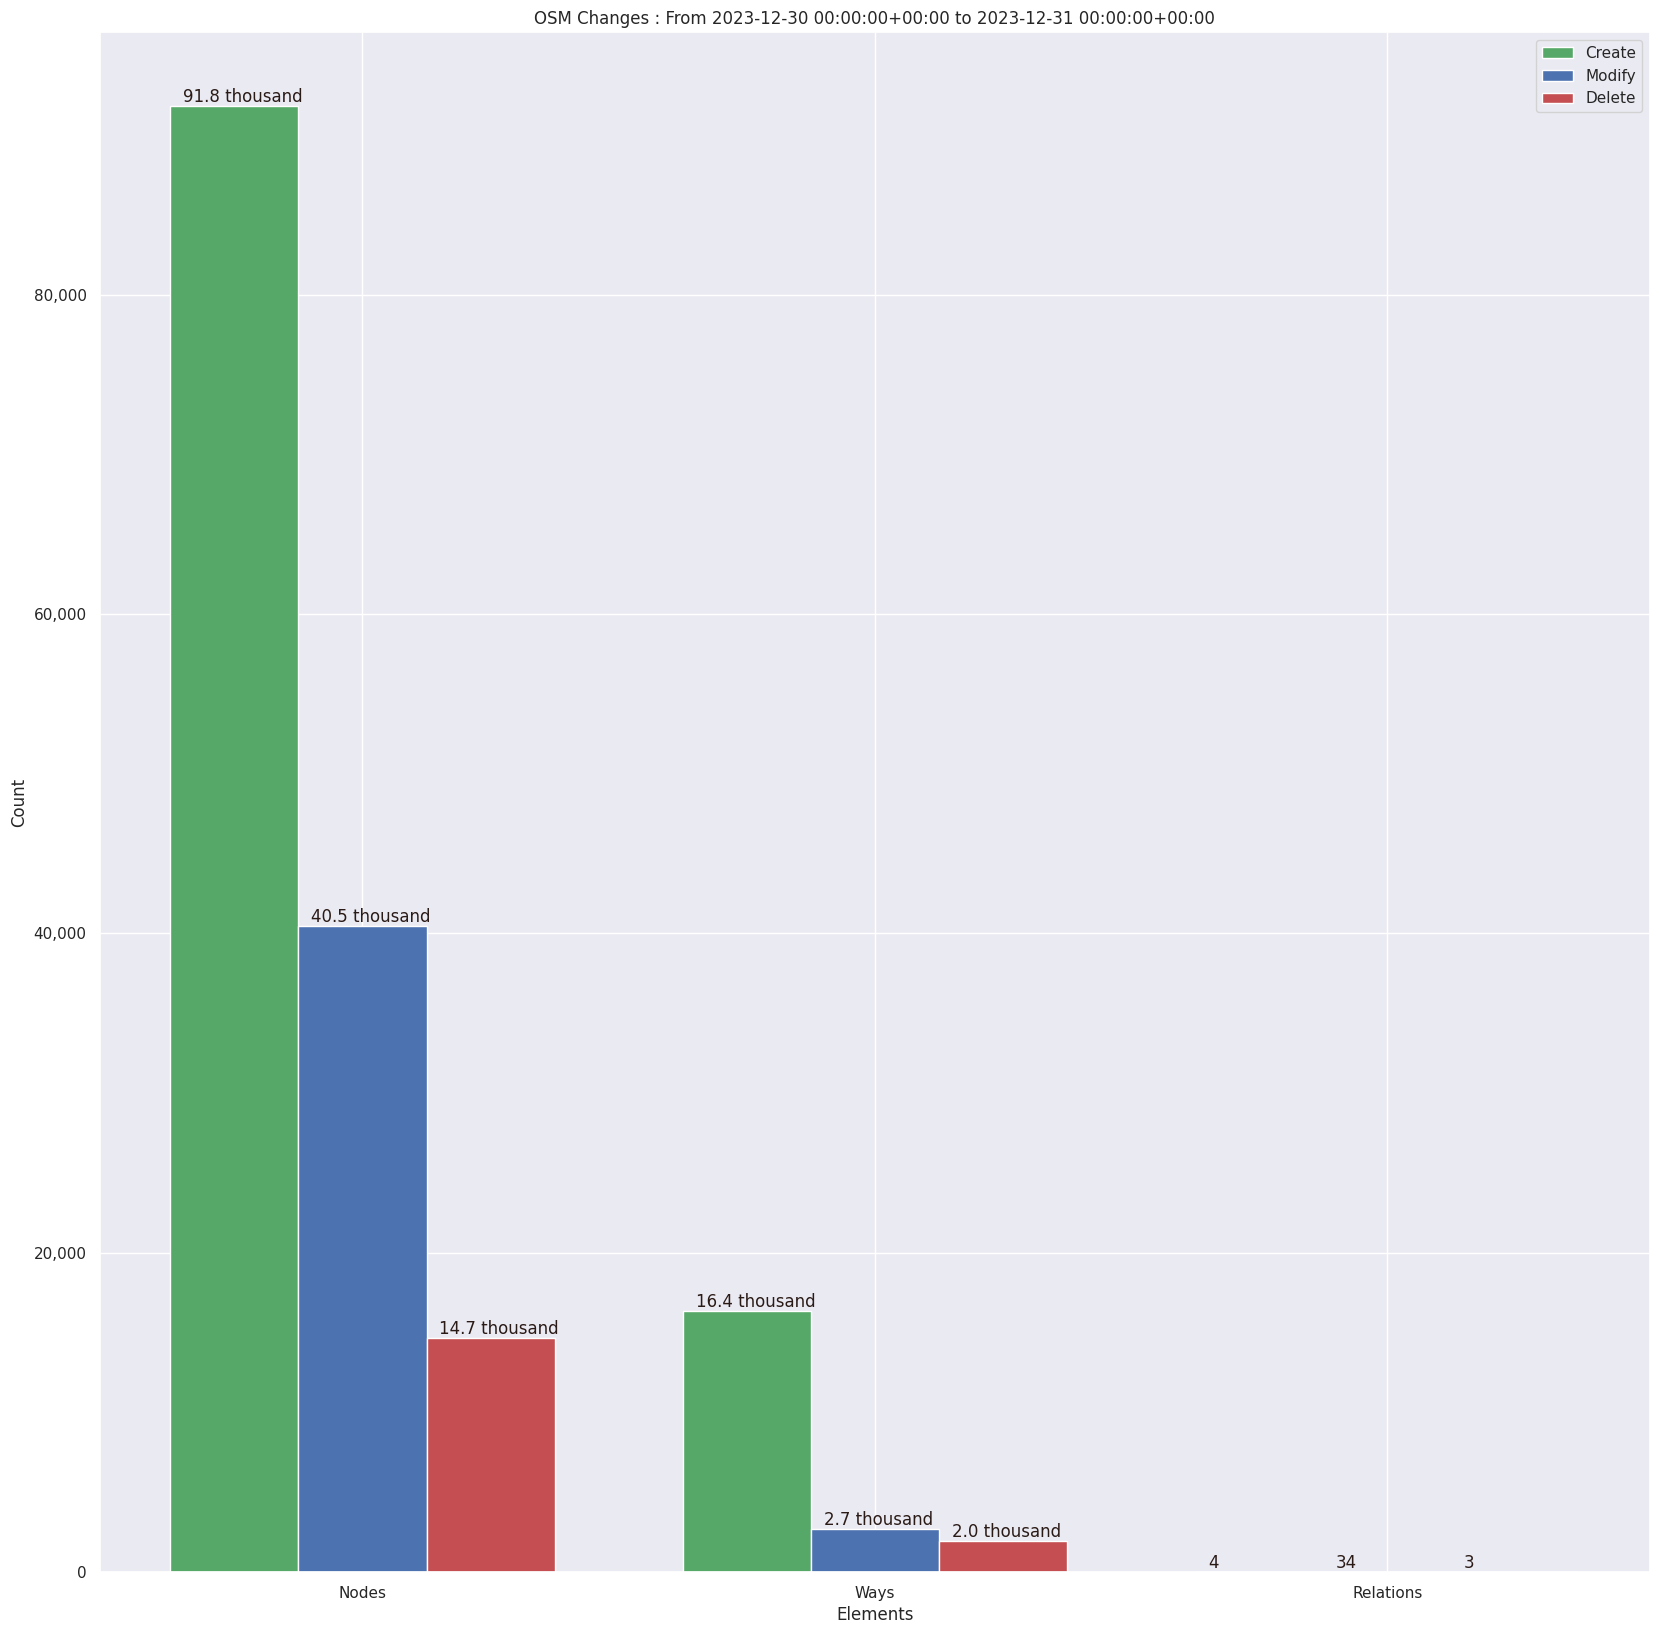 OSM Changes : From 2023-12-30 00:00:00+00:00 to 2023-12-31 00:00:00+00:00
Create
Modify
Delete
91.8 thousand
80,000
60,000
Count
40.5 thousand
40,000
20,000
16.4 thousand
14.7 thousand
2.7 thousand
2.0 thousand
4
34
3
0
Nodes
Ways
Relations
Elements